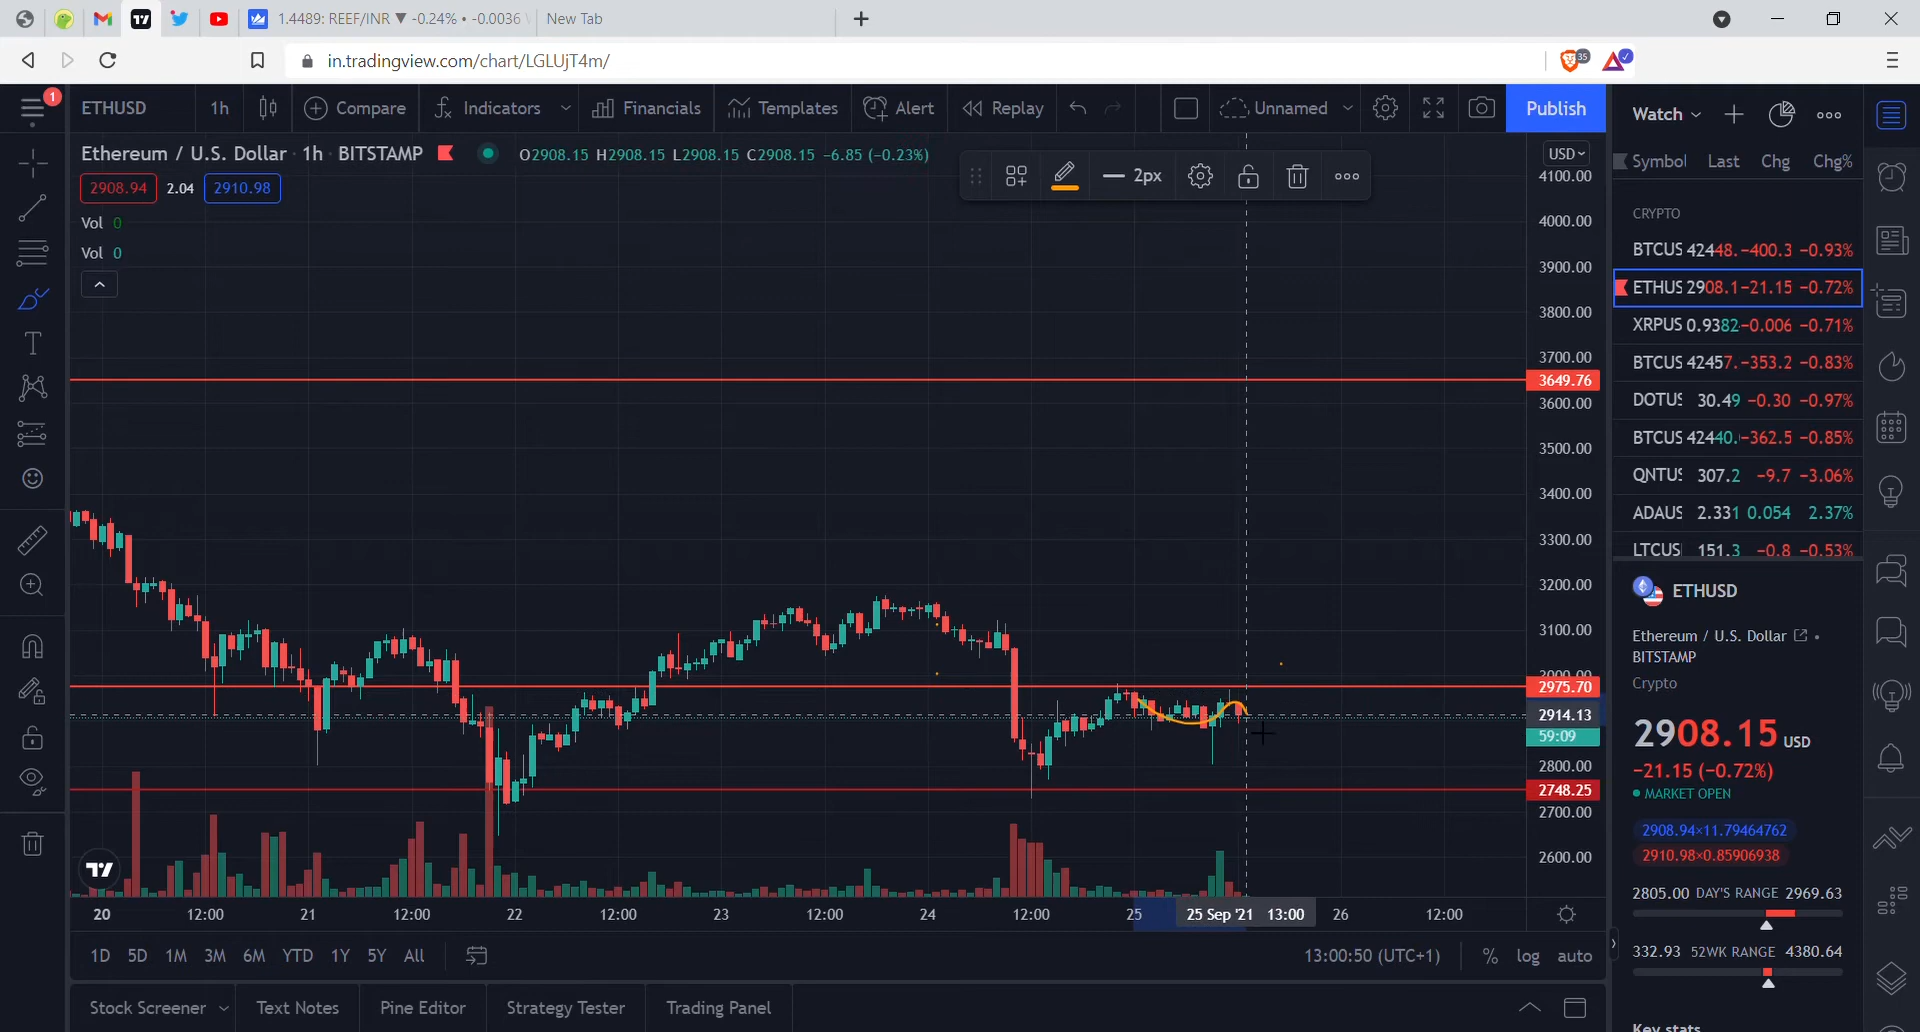 1.4489: REEF/INR ▼ -0.24% • -0.0036
New Tab
in.tradingview.com/chart/LGLUjT4m/
35
1
ETHUSD
1h
Compare
Indicators
Financials
Templates
Alert
Replay
Unnamed
Publish
Watch
Ethereum / U.S. Dollar · 1h · BITSTAMP
O2908.15 H2908.15 L2908.15 C2908.15 -6.85 (-0.23%)
2908.94 2.04 2910.98
Vol 0
Vol 0
2px
USD
4100.00
4000.00
3900.00
3800.00
3700.00
3649.76
3600.00
3500.00
3400.00
3300.00
3200.00
3100.00
3000.00
2975.70
2914.13
59:09
2800.00
2748.25
2700.00
2600.00
20 12:00 21 12:00 22 12:00 23 12:00 24 12:00 25 25 Sep '21 13:00 26 12:00
1D 5D 1M 3M 6M YTD 1Y 5Y All
13:00:50 (UTC+1) % log auto
Stock Screener
Text Notes
Pine Editor
Strategy Tester
Trading Panel
Symbol Last Chg Chg%
CRYPTO
BTCUS 42448. -400.3 -0.93%
ETHUS 2908.1 -21.15 -0.72%
XRPUS 0.9382 -0.006 -0.71%
BTCUS 42457. -353.2 -0.83%
DOTUS 30.49 -0.30 -0.97%
BTCUS 42440. -362.5 -0.85%
QNTUS 307.2 -9.7 -3.06%
ADAUS 2.331 0.054 2.37%
LTCUS 151.3 -0.8 -0.53%
ETHUSD
Ethereum / U.S. Dollar •
BITSTAMP
Crypto
2908.15 USD
-21.15 (-0.72%)
• MARKET OPEN
2908.94×11.79464762
2910.98×0.85906938
2805.00 DAY'S RANGE 2969.63
332.93 52WK RANGE 4380.64
Key stats